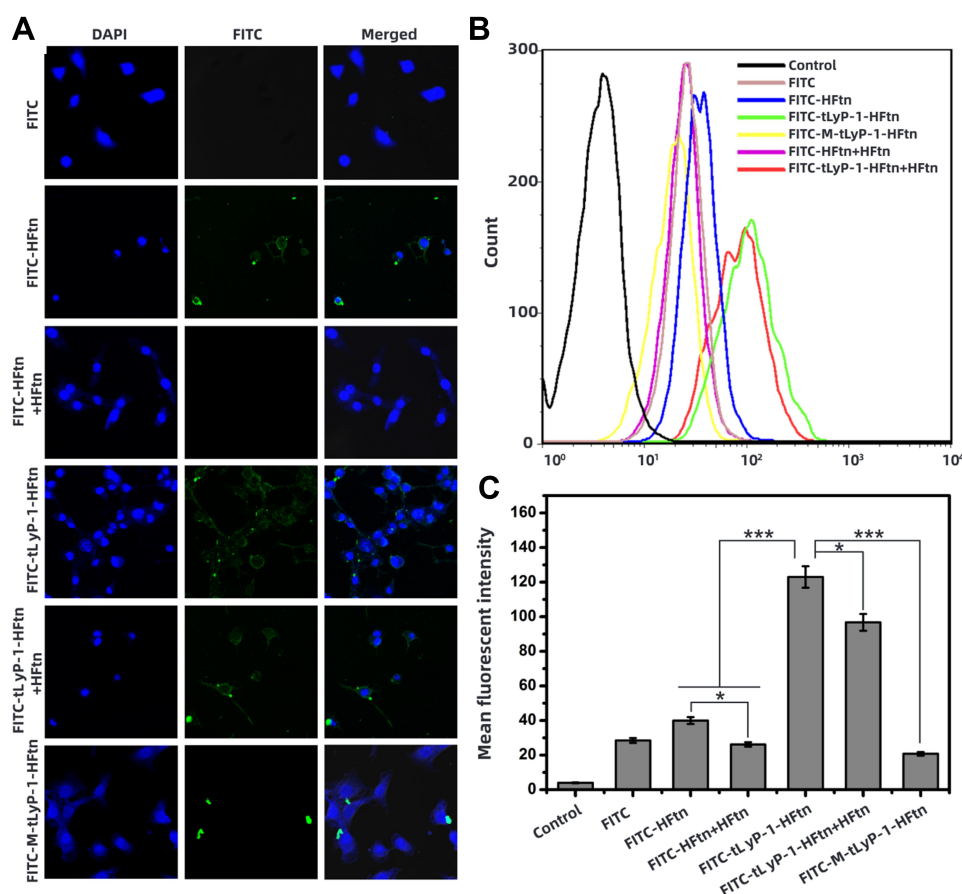 A
DAPI
FITC
Merged
FITC
FITC-HFtn
FITC-HFtn
+HFtn
FITC-tLyP-1-HFtn
FITC-tLyP-1-HFtn
+HFtn
FITC-M-tLyP-1-HFtn
B
300
200
100
0
Count
10⁰
10¹
10²
10³
10⁴
Control
FITC
FITC-HFtn
FITC-tLyP-1-HFtn
FITC-M-tLyP-1-HFtn
FITC-HFtn+HFtn
FITC-tLyP-1-HFtn+HFtn
C
Mean fluorescent intensity
160
140
120
100
80
60
40
20
0
***
***
*
*
Control
FITC
FITC-HFtn
FITC-HFtn+HFtn
FITC-tLyP-1-HFtn
FITC-tLyP-1-HFtn+HFtn
FITC-M-tLyP-1-HFtn